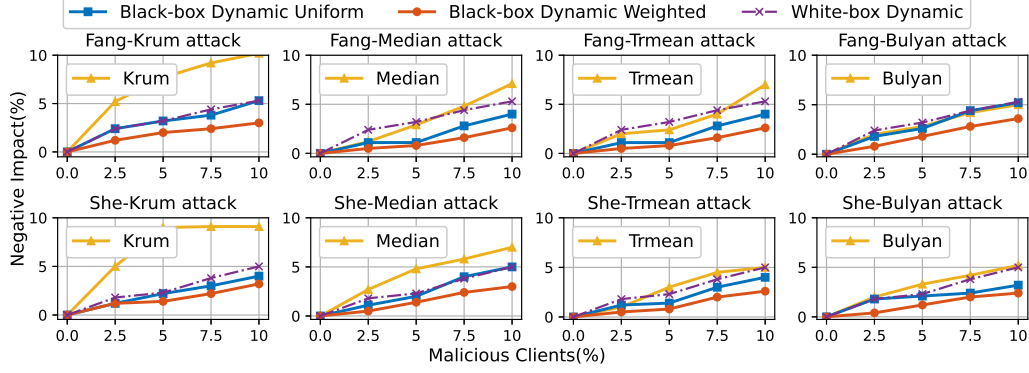 Black-box Dynamic Uniform Black-box Dynamic Weighted White-box Dynamic
Fang-Krum attack Fang-Median attack Fang-Trmean attack Fang-Bulyan attack
Negative Impact(%)
10 10 10 10
Krum Median Trmean Bulyan
5 5 5 5
0 0 0 0
0.0 2.5 5 7.5 10 0.0 2.5 5 7.5 10 0.0 2.5 5 7.5 10 0.0 2.5 5 7.5 10
She-Krum attack She-Median attack She-Trmean attack She-Bulyan attack
10 10 10 10
Krum Median Trmean Bulyan
5 5 5 5
0 0 0 0
0.0 2.5 5 7.5 10 0.0 2.5 5 7.5 10 0.0 2.5 5 7.5 10 0.0 2.5 5 7.5 10
Malicious Clients(%)